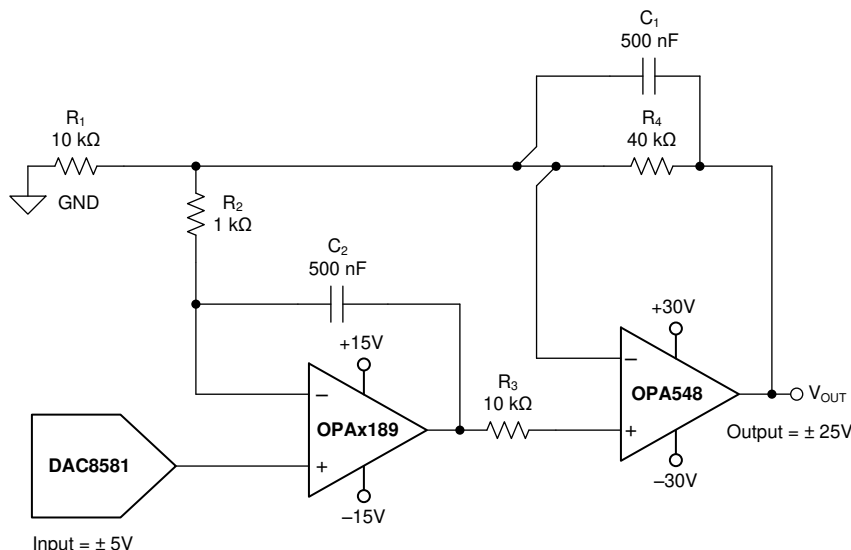 C₁
500 nF
R₁
10 kΩ
R₄
40 kΩ
GND
R₂
1 kΩ
C₂
500 nF
+15V
+30V
R₃
10 kΩ
–
OPAx189
+
–
OPA548
+
VOUT
DAC8581
Output = ± 25V
–15V
–30V
Input = ± 5V